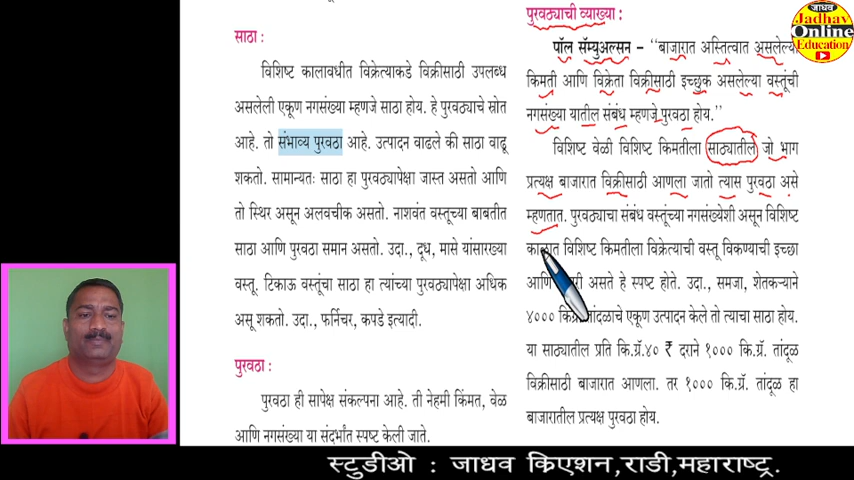 साठा :
विशिष्ट कालावधीत विक्रेत्याकडे विक्रीसाठी उपलब्ध
असलेली एकूण नगसंख्या म्हणजे साठा होय. हे पुरवठ्याचे स्रोत
आहे. तो संभाव्य पुरवठा आहे. उत्पादन वाढले की साठा वाढू
शकतो. सामान्यतः साठा हा पुरवठ्यापेक्षा जास्त असतो आणि
तो स्थिर असून अलवचीक असतो. नाशवंत वस्तूच्या बाबतीत
साठा आणि पुरवठा समान असतो. उदा., दूध, मासे यांसारख्या
वस्तू. टिकाऊ वस्तूंचा साठा हा त्यांच्या पुरवठ्यापेक्षा अधिक
असू शकतो. उदा., फर्निचर, कपडे इत्यादी.
पुरवठा :
पुरवठा ही सापेक्ष संकल्पना आहे. ती नेहमी किंमत, वेळ
आणि नगसंख्या या संदर्भात स्पष्ट केली जाते.
पुरवठ्याची व्याख्या :
पॉल सॅम्युअल्सन - ''बाजारात अस्तित्वात असलेल्या
किमती आणि विक्रेता विक्रीसाठी इच्छुक असलेल्या वस्तूंची
नगसंख्या यातील संबंध म्हणजे पुरवठा होय.''
विशिष्ट वेळी विशिष्ट किमतीला साठ्यातील जो भाग
प्रत्यक्ष बाजारात विक्रीसाठी आणला जातो त्यास पुरवठा असे
म्हणतात. पुरवठ्याचा संबंध वस्तूंच्या नगसंख्येशी असून विशिष्ट
काळात विशिष्ट किमतीला विक्रेत्याची वस्तू विकण्याची इच्छा
आणि असते हे स्पष्ट होते. उदा., समजा, शेतकऱ्याने
४००० कि.ग्रॅ. तांदळाचे एकूण उत्पादन केले तो त्याचा साठा होय.
या साठ्यातील प्रति कि.ग्रॅ.४० ₹ दराने १००० कि.ग्रॅ. तांदूळ
विक्रीसाठी बाजारात आणला. तर १००० कि.ग्रॅ. तांदूळ हा
बाजारातील प्रत्यक्ष पुरवठा होय.
जाधव
Jadhav
Online
Education
स्टुडीओ : जाधव क्रिएशन,राडी,महाराष्ट्र.